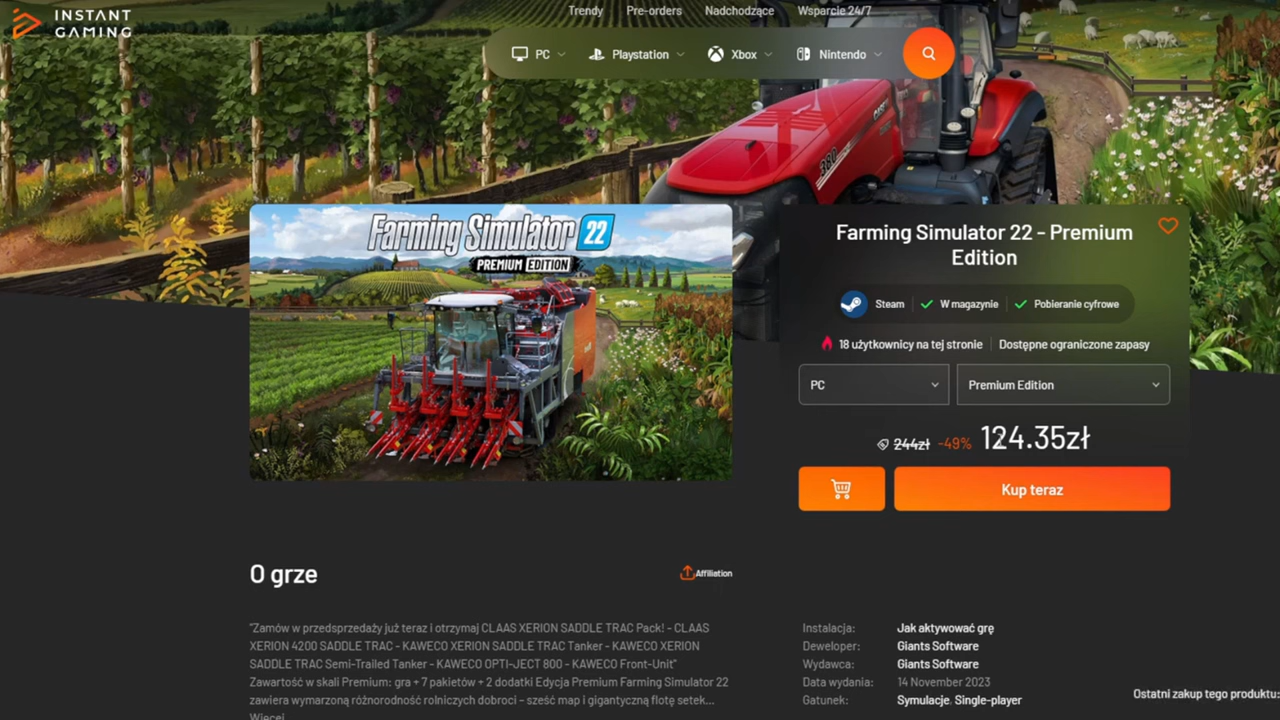 INSTANT
GAMING
Trendy Pre-orders Nadchodzące Wsparcie 24/7
PC Playstation Xbox Nintendo
CASE IH
380
Farming Simulator 22
PREMIUM EDITION
Farming Simulator 22 - Premium
Edition
Steam W magazynie Pobieranie cyfrowe
18 użytkownicy na tej stronie Dostępne ograniczone zapasy
PC Premium Edition
244zł -49% 124.35zł
Kup teraz
O grze
Affiliation
"Zamów w przedsprzedaży już teraz i otrzymaj CLAAS XERION SADDLE TRAC Pack! - CLAAS
XERION 4200 SADDLE TRAC - KAWECO XERION SADDLE TRAC Tanker - KAWECO XERION
SADDLE TRAC Semi-Trailed Tanker - KAWECO OPTI-JECT 800 - KAWECO Front-Unit"
Zawartość w skali Premium: gra + 7 pakietów + 2 dodatki Edycja Premium Farming Simulator 22
zawiera wymarzoną różnorodność rolniczych dobroci – sześć map i gigantyczną flotę setek...
Więcej
Instalacja: Jak aktywować grę
Deweloper: Giants Software
Wydawca: Giants Software
Data wydania: 14 November 2023
Gatunek: Symulacje, Single-player
Ostatni zakup tego produktu: